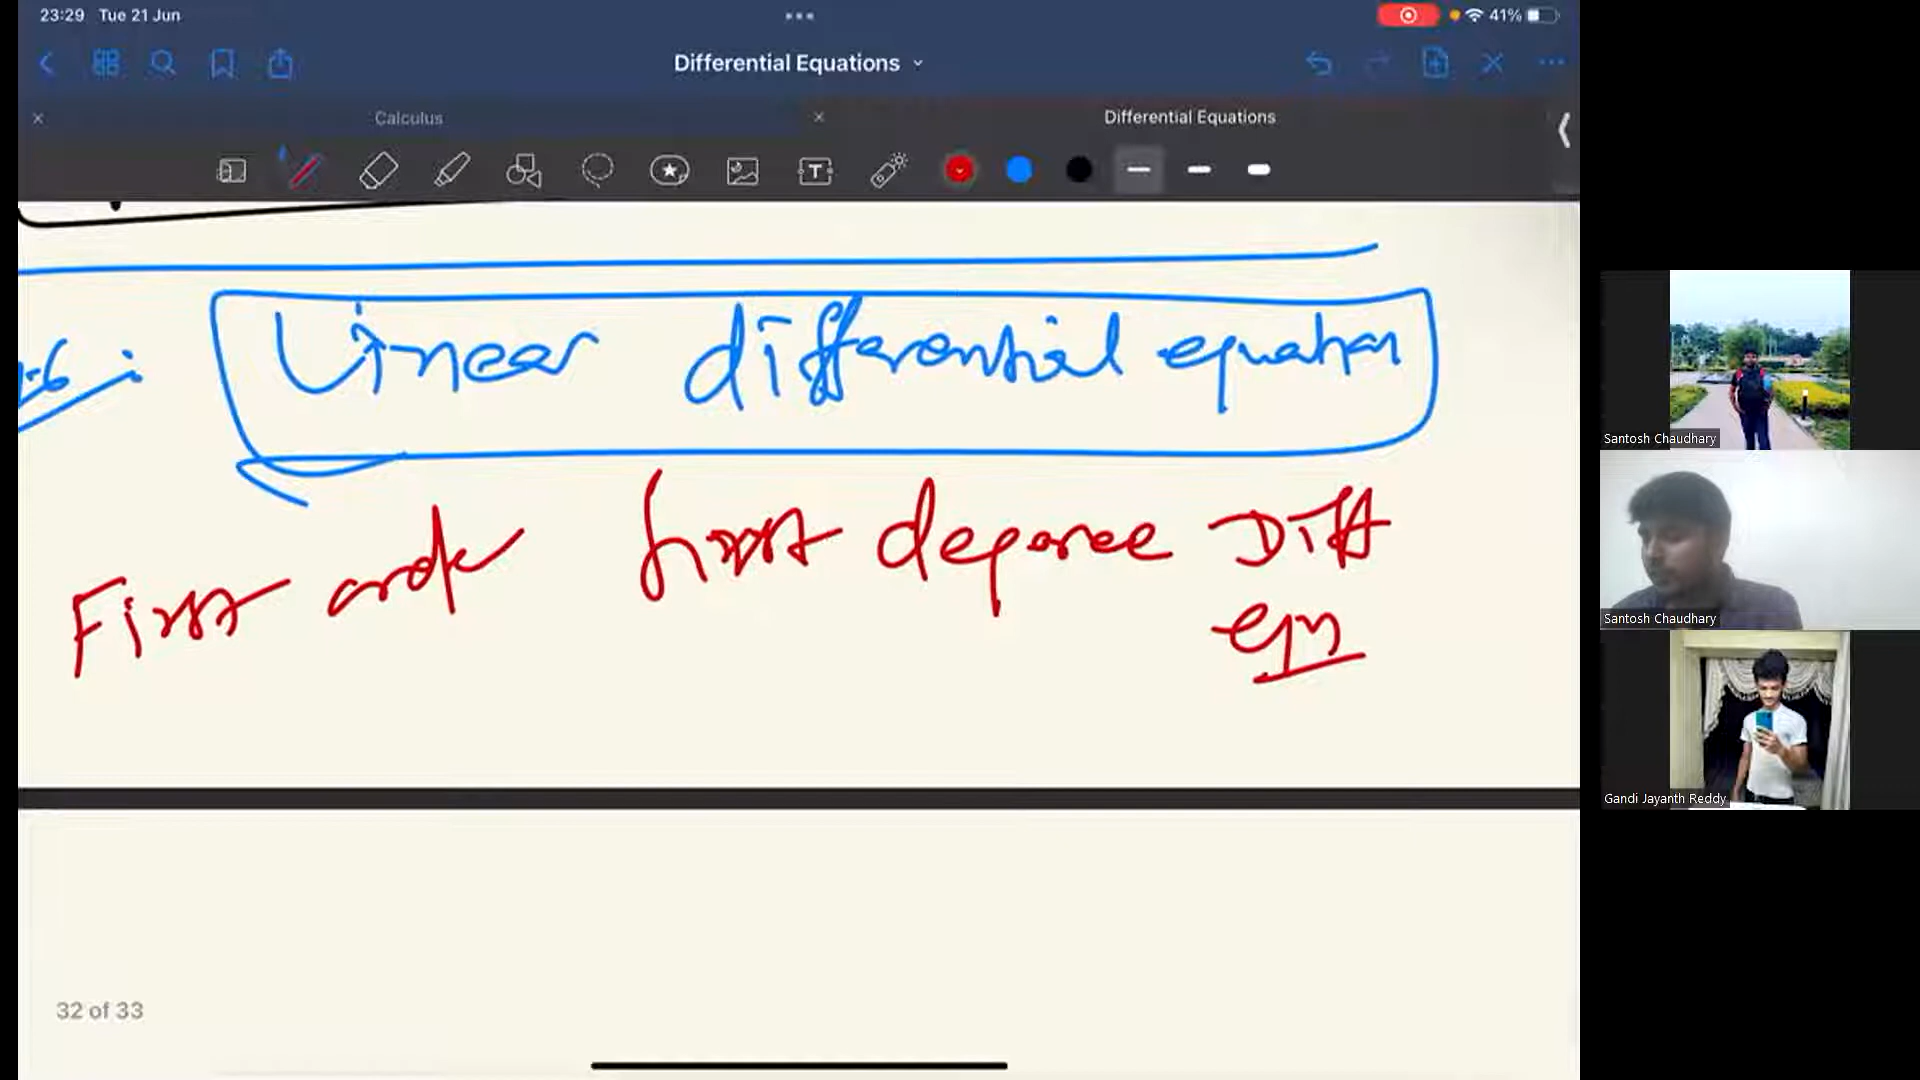 23:29 Tue 21 Jun
41%
Differential Equations
Calculus
Differential Equations
T
-6 :
Linear differential equation
First order first degree Diff
eqn
32 of 33
Santosh Chaudhary
Santosh Chaudhary
Gandi Jayanth Reddy